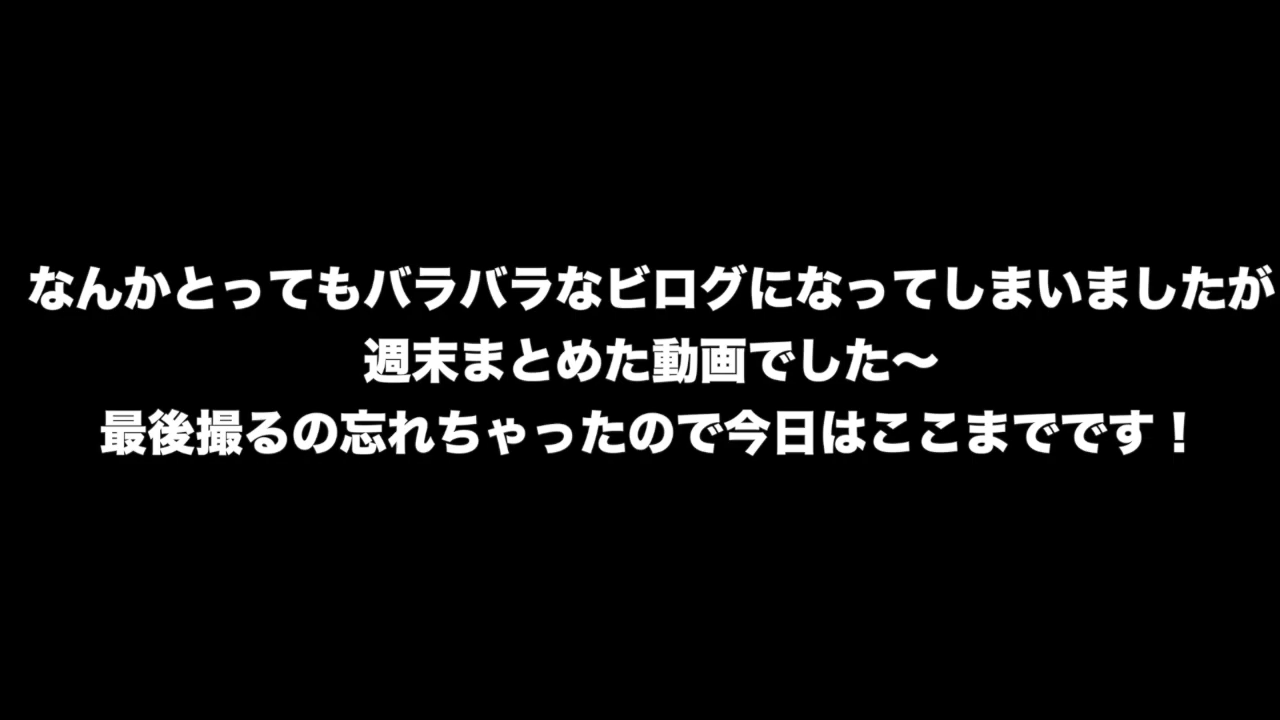 なんかとってもバラバラなビログになってしまいましたが
週末まとめた動画でした〜
最後撮るの忘れちゃったので今日はここまでです！